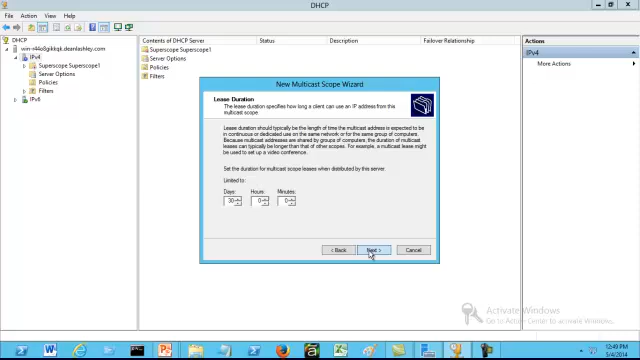 DHCP
File Action View Help
DHCP
win-r44o8gikkgt.deanlashley.c
IPv4
Superscope Superscope1
Server Options
Policies
Filters
IPv6
Contents of DHCP Server Status Description Failover Relationship
Superscope Superscope1
Server Options
Policies
Filters
Actions
IPv4
More Actions
New Multicast Scope Wizard
Lease Duration
The lease duration specifies how long a client can use an IP address from this
multicast scope
Lease duration should typically be the length of time the multicast address is expected to be
in continuous or dedicated use on the same network or for the same group of computers.
Because multicast addresses are shared by groups of computers, the duration of multicast
leases can typically be longer than that of other scopes. For example, a multicast lease might
be used to set up a video conference.
Set the duration for multicast scope leases when distributed by this server.
Limited to:
Days: Hours: Minutes:
30 0 0
< Back Next > Cancel
Activate Windows
Go to Action Center to activate Windows.
12:49 PM
3/4/2014